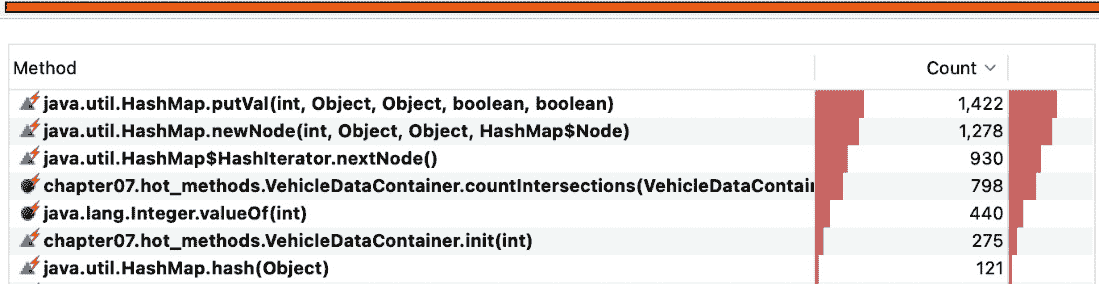 Method Count
java.util.HashMap.putVal(int, Object, Object, boolean, boolean) 1,422
java.util.HashMap.newNode(int, Object, Object, HashMap$Node) 1,278
java.util.HashMap$HashIterator.nextNode() 930
chapter07.hot_methods.VehicleDataContainer.countIntersections(VehicleDataContain 798
java.lang.Integer.valueOf(int) 440
chapter07.hot_methods.VehicleDataContainer.init(int) 275
java.util.HashMap.hash(Object) 121